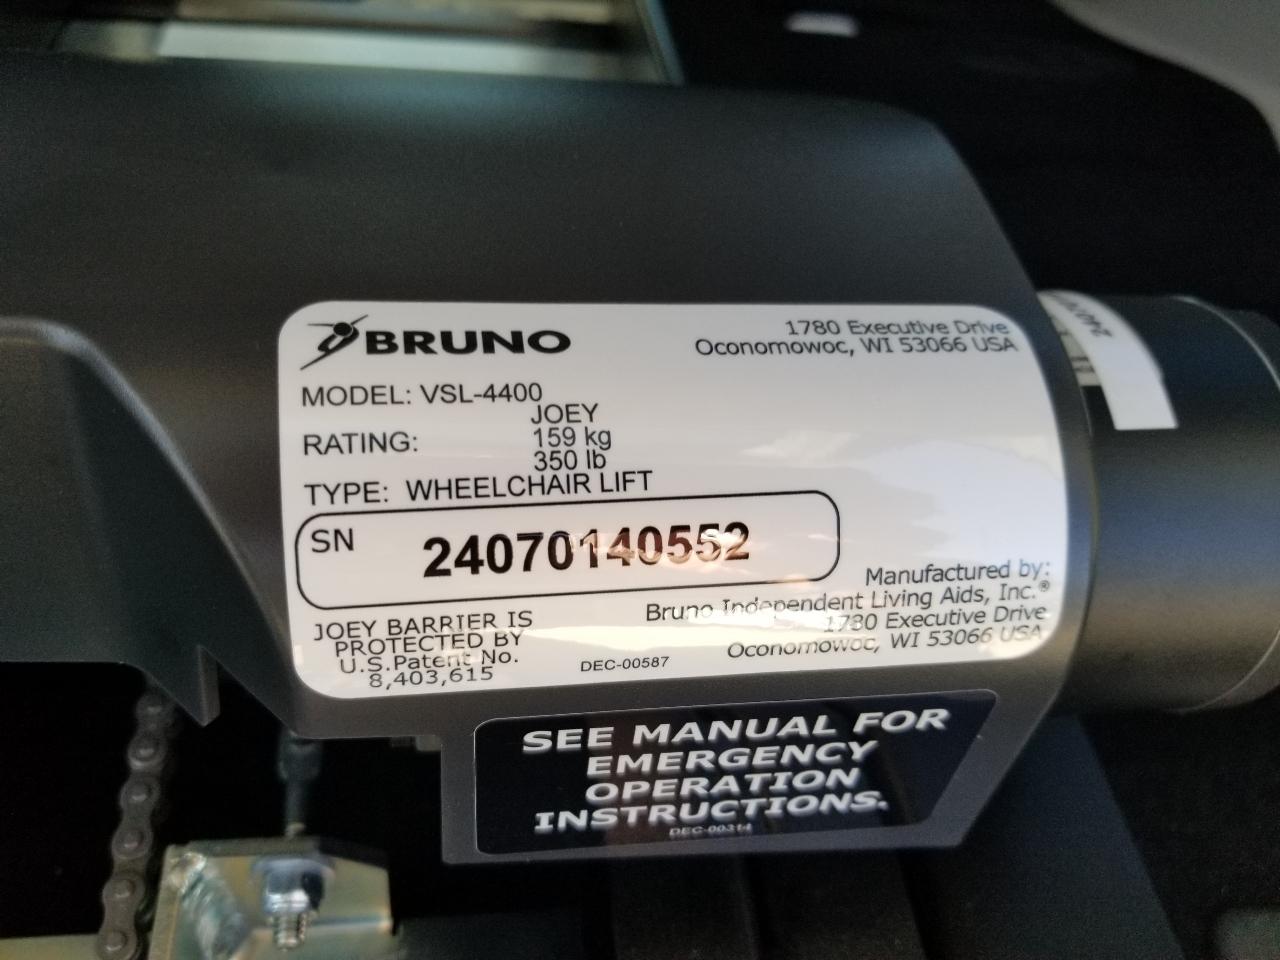 BRUNO
1780 Executive Drive
Oconomowoc, WI 53066 USA
MODEL: VSL-4400
JOEY
RATING: 159 kg
350 lb
TYPE: WHEELCHAIR LIFT
SN 24070140552
JOEY BARRIER IS
PROTECTED BY
U.S.Patent No.
8,403,615
DEC-00587
Manufactured by:
Bruno Independent Living Aids, Inc.®
1780 Executive Drive
Oconomowoc, WI 53066 USA
SEE MANUAL FOR
EMERGENCY
OPERATION
INSTRUCTIONS.
DEC-00314